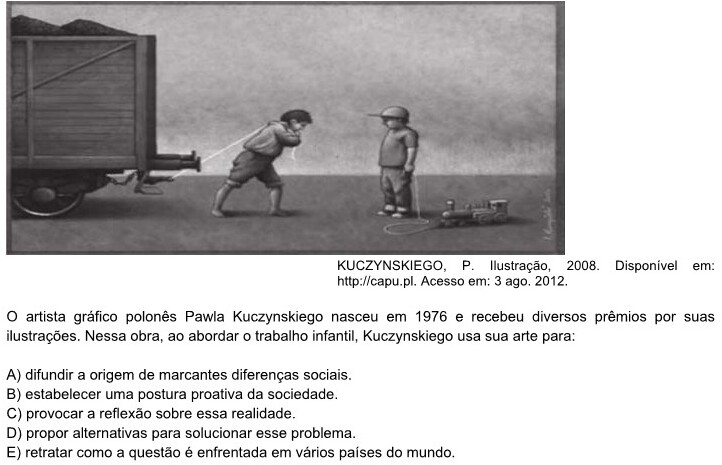 KUCZYNSKIEGO, P. Ilustração, 2008. Disponível em:
http://capu.pl. Acesso em: 3 ago. 2012.
O artista gráfico polonês Pawla Kuczynskiego nasceu em 1976 e recebeu diversos prêmios por suas
ilustrações. Nessa obra, ao abordar o trabalho infantil, Kuczynskiego usa sua arte para:
A) difundir a origem de marcantes diferenças sociais.
B) estabelecer uma postura proativa da sociedade.
C) provocar a reflexão sobre essa realidade.
D) propor alternativas para solucionar esse problema.
E) retratar como a questão é enfrentada em vários países do mundo.